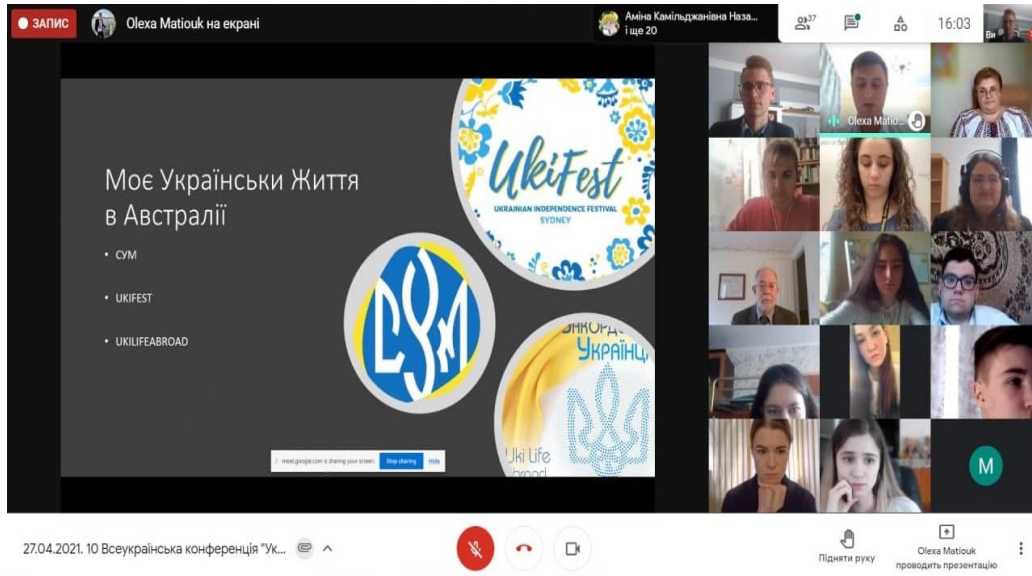 ЗАПИС
Olexa Matiouk на екрані
Аміна Камільджанівна Наза...
і ще 20
37
16:03
Ви
Моє Українськи Життя
в Австралії
• СУМ
• UKIFEST
• UKILIFEABROAD
UkiFest
UKRAINIAN INDEPENDENCE FESTIVAL
SYDNEY
СУМ
Українц
Uki Life
meet.google.com is sharing your screen.
Stop sharing
Hide
Olexa Matio...
M
27.04.2021. 10 Всеукраїнська конференція "Ук...
Підняти руку
Olexa Matiouk
проводить презентацію